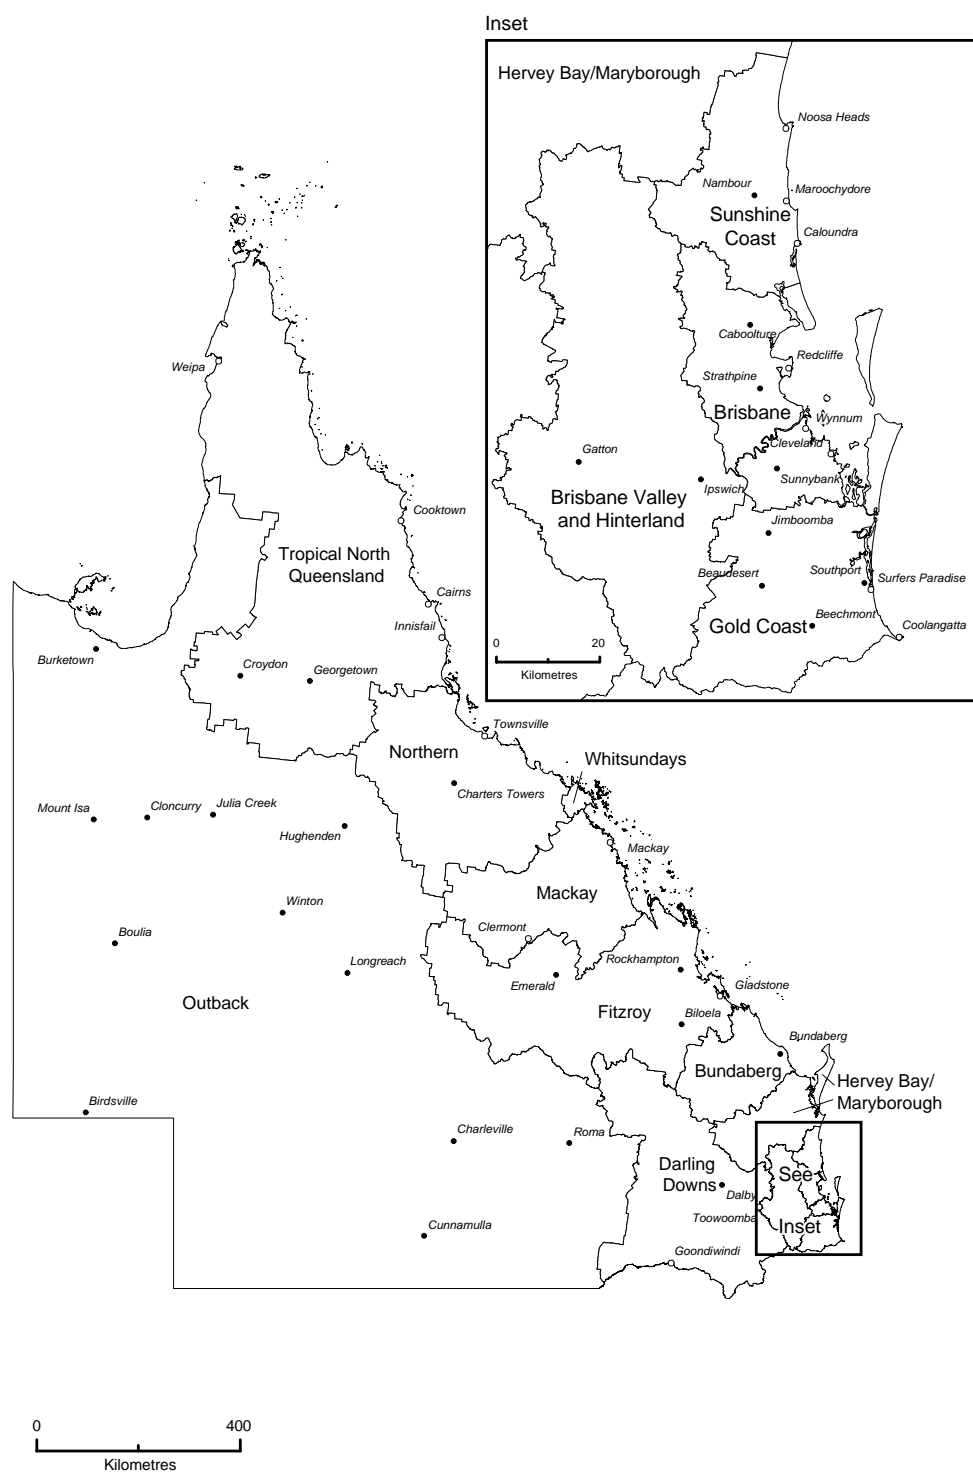 Inset
Hervey Bay/Maryborough
Noosa Heads
Nambour
Maroochydore
Sunshine
Coast
Caloundra
Caboolture
Redcliffe
Strathpine
Brisbane
Wynnum
Cleveland
Gatton
Sunnybank
Ipswich
Brisbane Valley
and Hinterland
Jimboomba
Beaudesert
Southport
Surfers Paradise
Beechmont
Gold Coast
Coolangatta
0 20
Kilometres
Weipa
Cooktown
Tropical North
Queensland
Cairns
Innisfail
Burketown
Croydon
Georgetown
Townsville
Northern
Whitsundays
Charters Towers
Mount Isa
Cloncurry
Julia Creek
Hughenden
Mackay
Mackay
Winton
Clermont
Boulia
Longreach
Rockhampton
Emerald
Gladstone
Outback
Fitzroy
Biloela
Bundaberg
Bundaberg
Hervey Bay/
Maryborough
Birdsville
Charleville
Roma
Darling
Downs
See
Dalby
Toowoomba
Inset
Cunnamulla
Goondiwindi
0 400
Kilometres